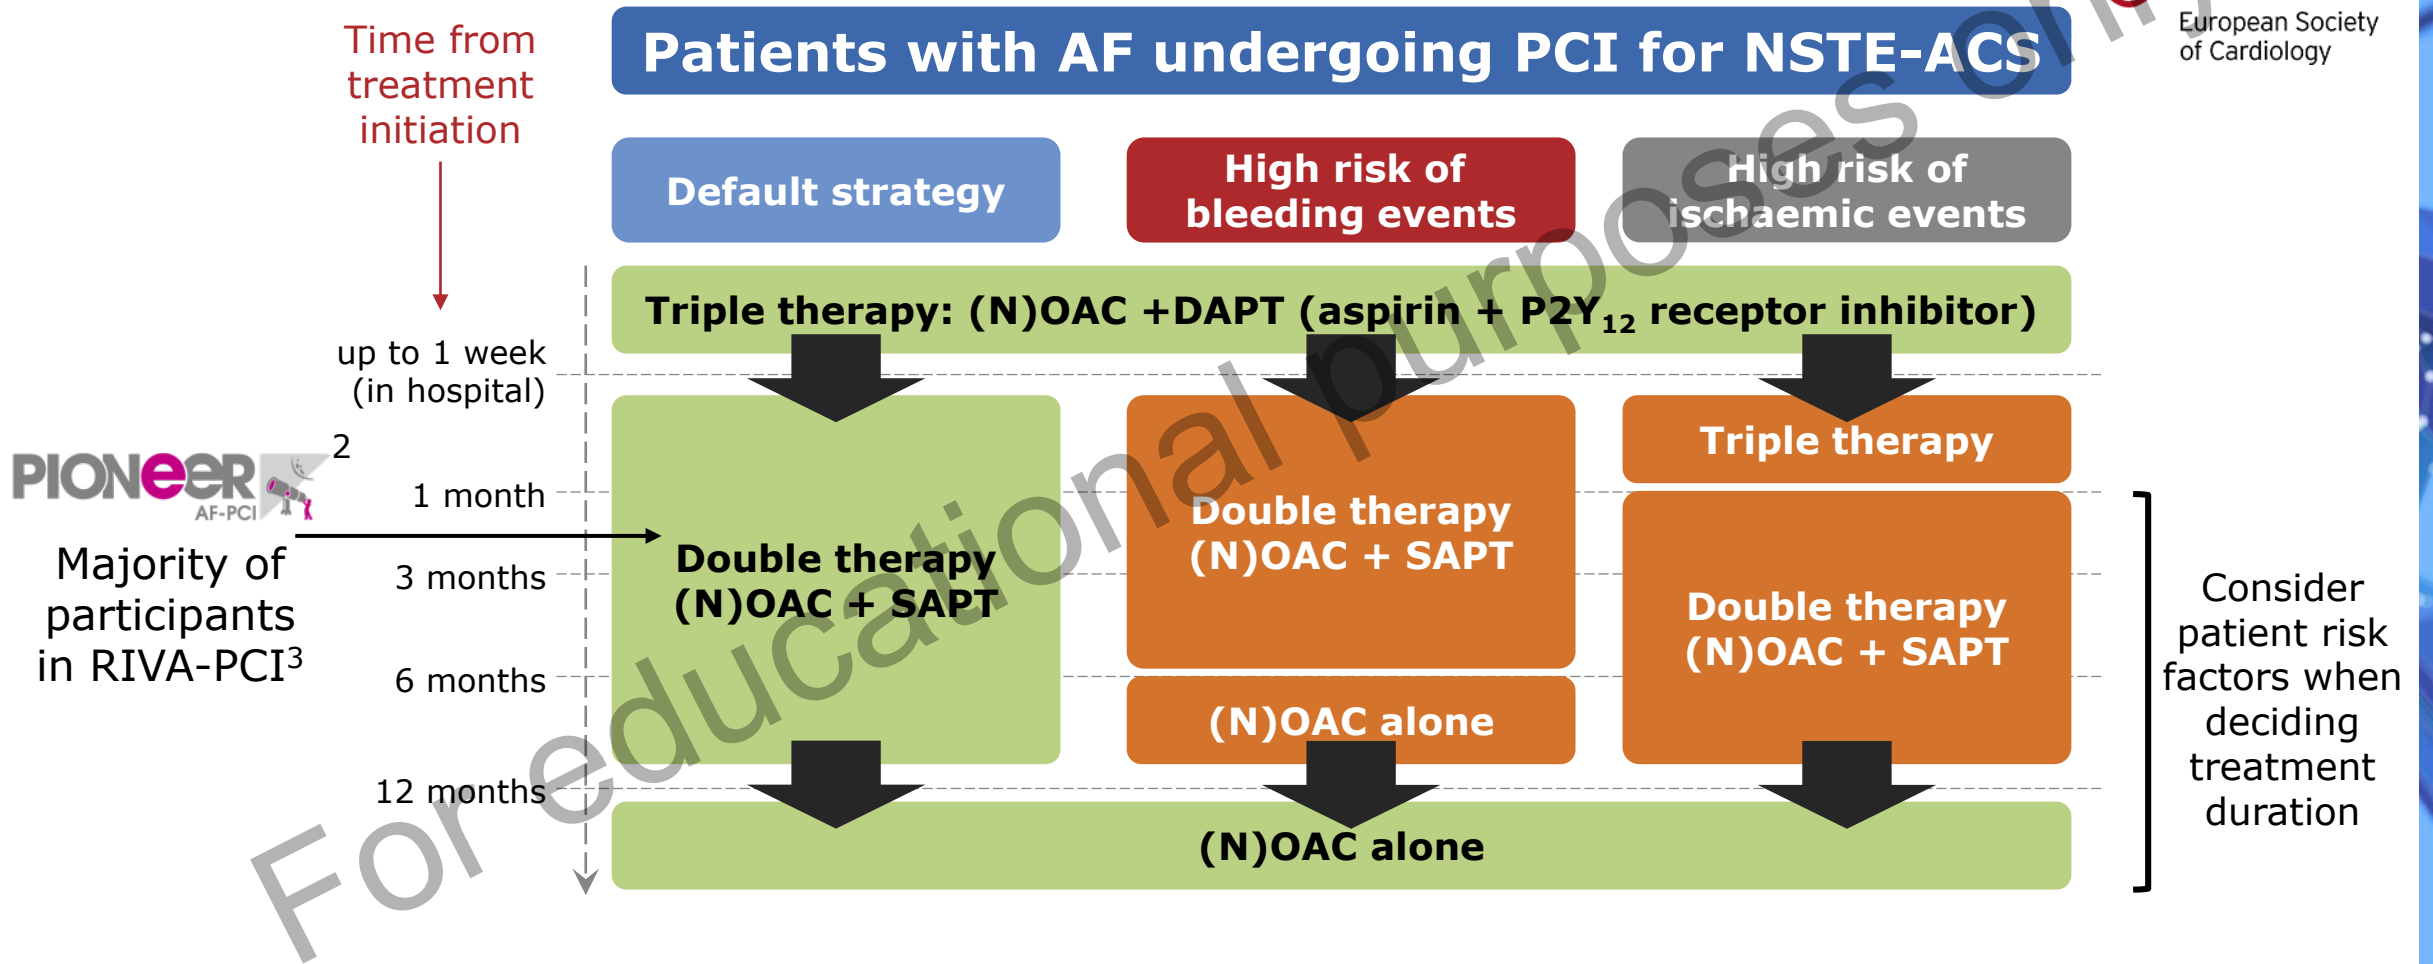 Time from
treatment
initiation
Patients with AF undergoing PCI for NSTE-ACS
European Society
of Cardiology
Default strategy
High risk of
bleeding events
High risk of
ischaemic events
Triple therapy: (N)OAC +DAPT (aspirin + P2Y₁₂ receptor inhibitor)
up to 1 week
(in hospital)
1 month
3 months
6 months
12 months
PIONEER
AF-PCI
2
Majority of
participants
in RIVA-PCI³
Double therapy
(N)OAC + SAPT
Double therapy
(N)OAC + SAPT
(N)OAC alone
Triple therapy
Double therapy
(N)OAC + SAPT
(N)OAC alone
Consider
patient risk
factors when
deciding
treatment
duration
For educational purposes only